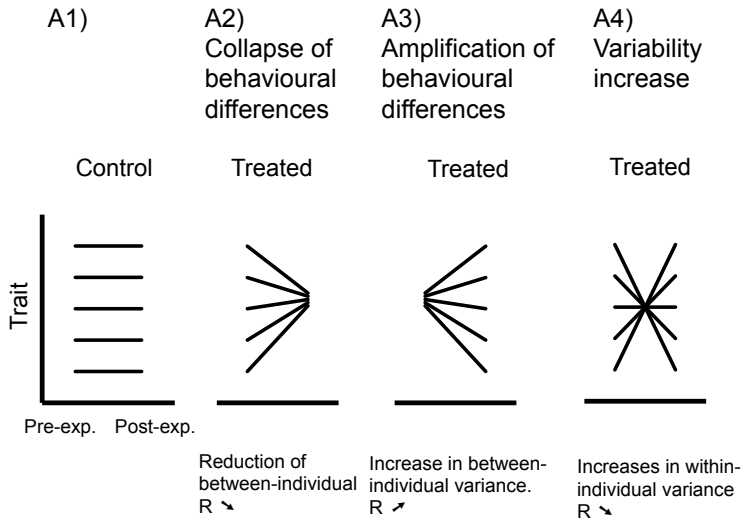 A1)
A2)
Collapse of
behavioural
differences
A3)
Amplification of
behavioural
differences
A4)
Variability
increase
Control
Treated
Treated
Treated
Trait
Pre-exp. Post-exp.
Reduction of
between-individual
R ➘
Increase in between-
individual variance.
R ➚
Increases in within-
individual variance
R ➘